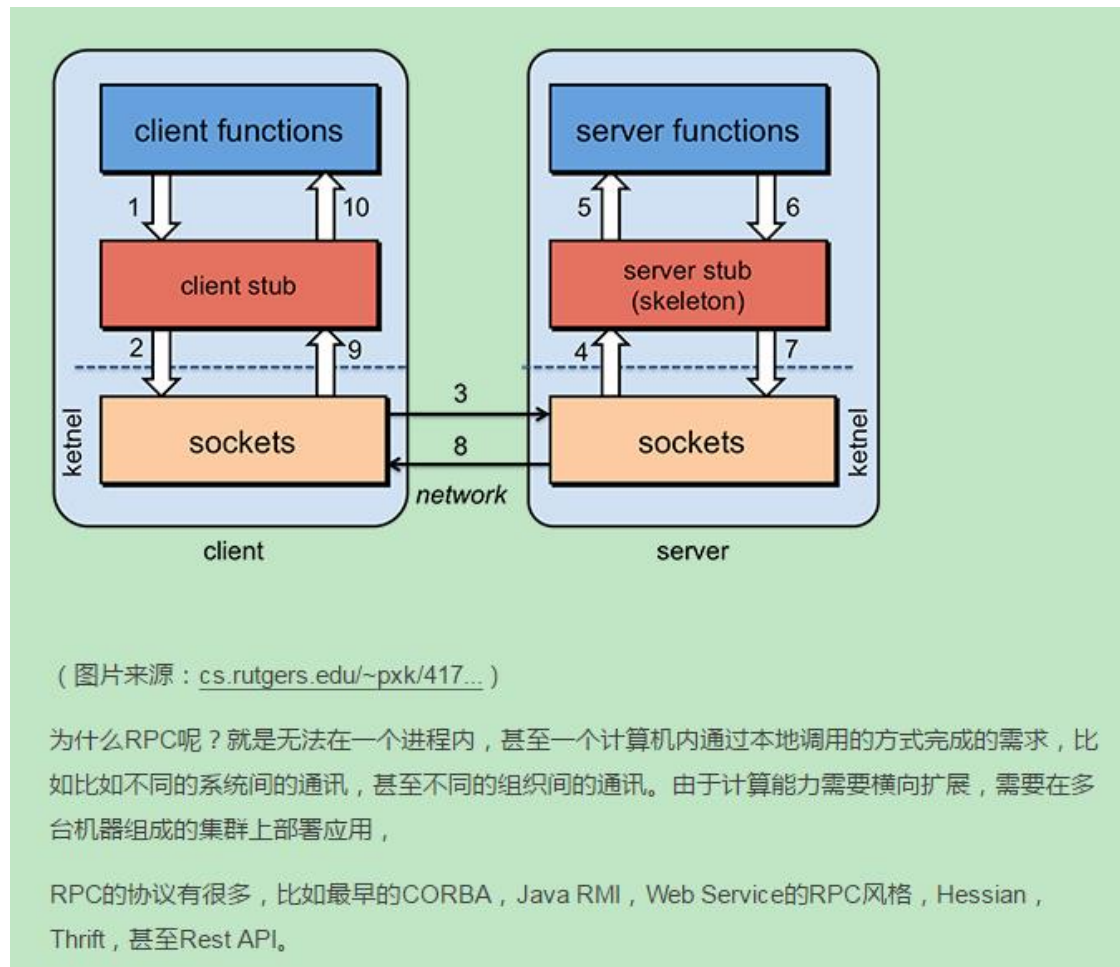 client functions
server functions
1
10
5
6
client stub
server stub
(skeleton)
2
9
4
7
3
ketnel
sockets
8
sockets
ketnel
network
client
server
（图片来源：cs.rutgers.edu/~pxk/417...）
为什么RPC呢？就是无法在一个进程内，甚至一个计算机内通过本地调用的方式完成的需求，比
如比如不同的系统间的通讯，甚至不同的组织间的通讯。由于计算能力需要横向扩展，需要在多
台机器组成的集群上部署应用，
RPC的协议有很多，比如最早的CORBA，Java RMI，Web Service的RPC风格，Hessian，
Thrift，甚至Rest API。